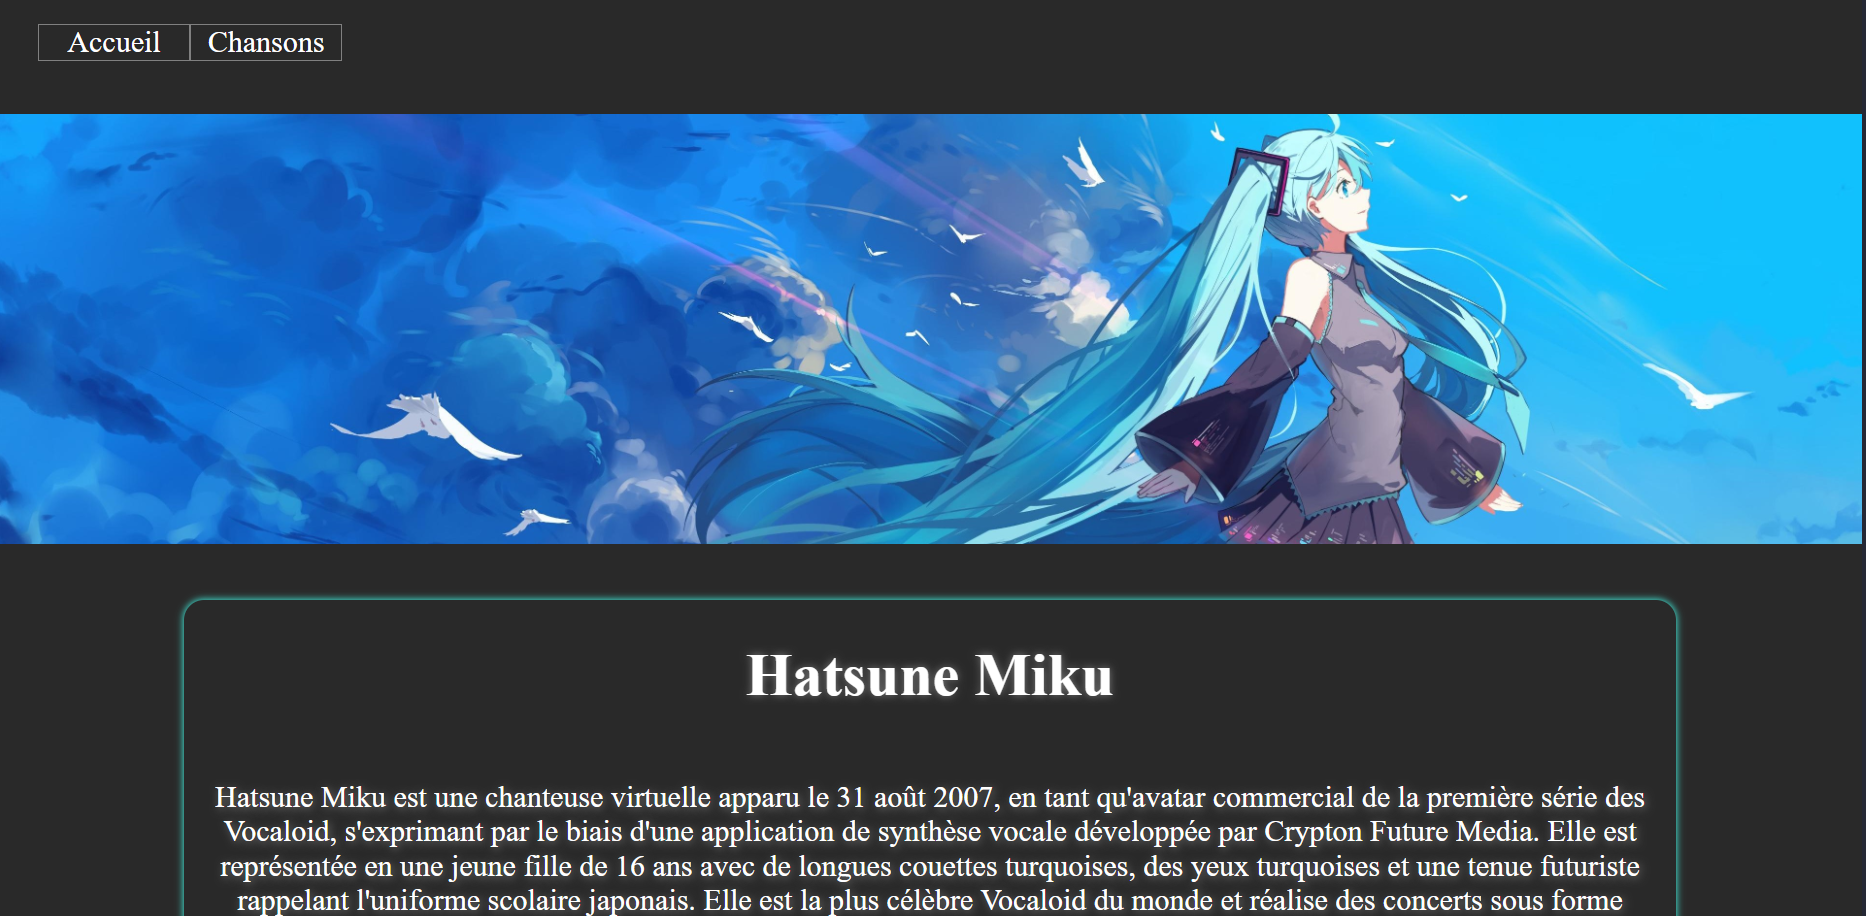 Accueil Chansons
Hatsune Miku
Hatsune Miku est une chanteuse virtuelle apparu le 31 août 2007, en tant qu'avatar commercial de la première série des
Vocaloid, s'exprimant par le biais d'une application de synthèse vocale développée par Crypton Future Media. Elle est
représentée en une jeune fille de 16 ans avec de longues couettes turquoises, des yeux turquoises et une tenue futuriste
rappelant l'uniforme scolaire japonais. Elle est la plus célèbre Vocaloid du monde et réalise des concerts sous forme